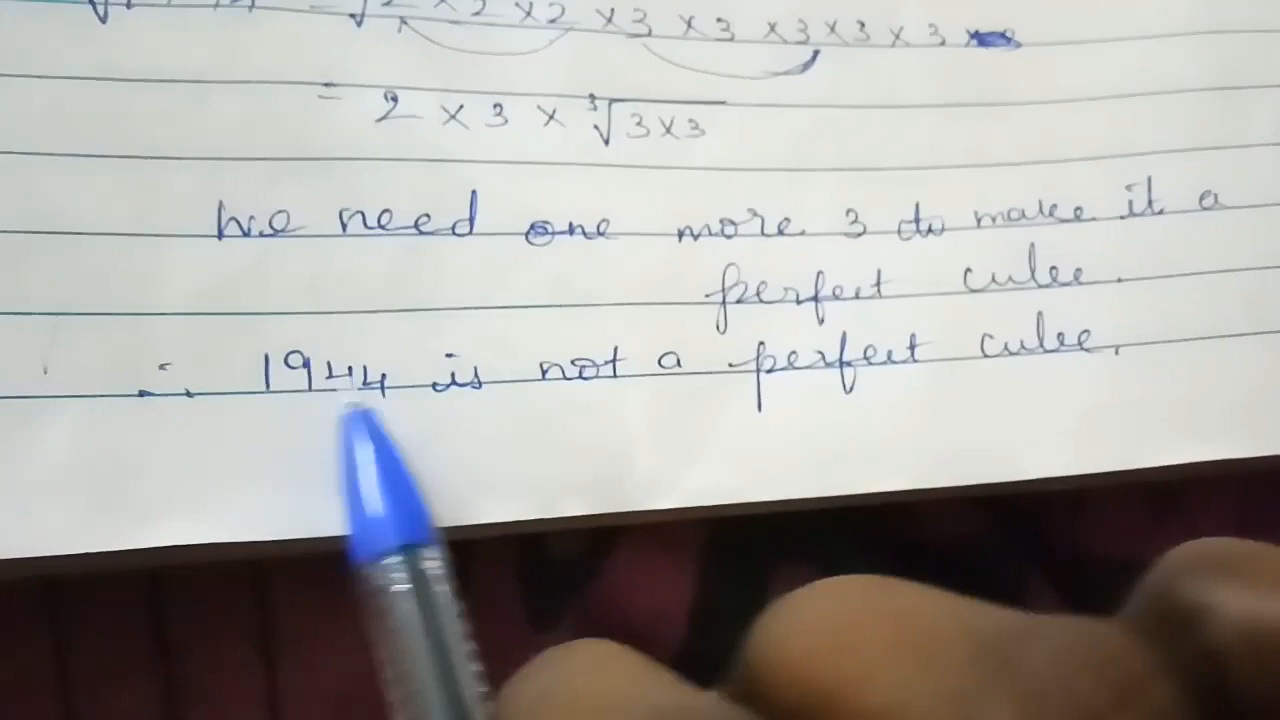 √2 × 2 × 2 × 3 × 3 × 3 × 3 × 3
= 2 × 3 × ³√3×3
We need one more 3 to make it a
perfect cube.
∴ 1944 is not a perfect cube.